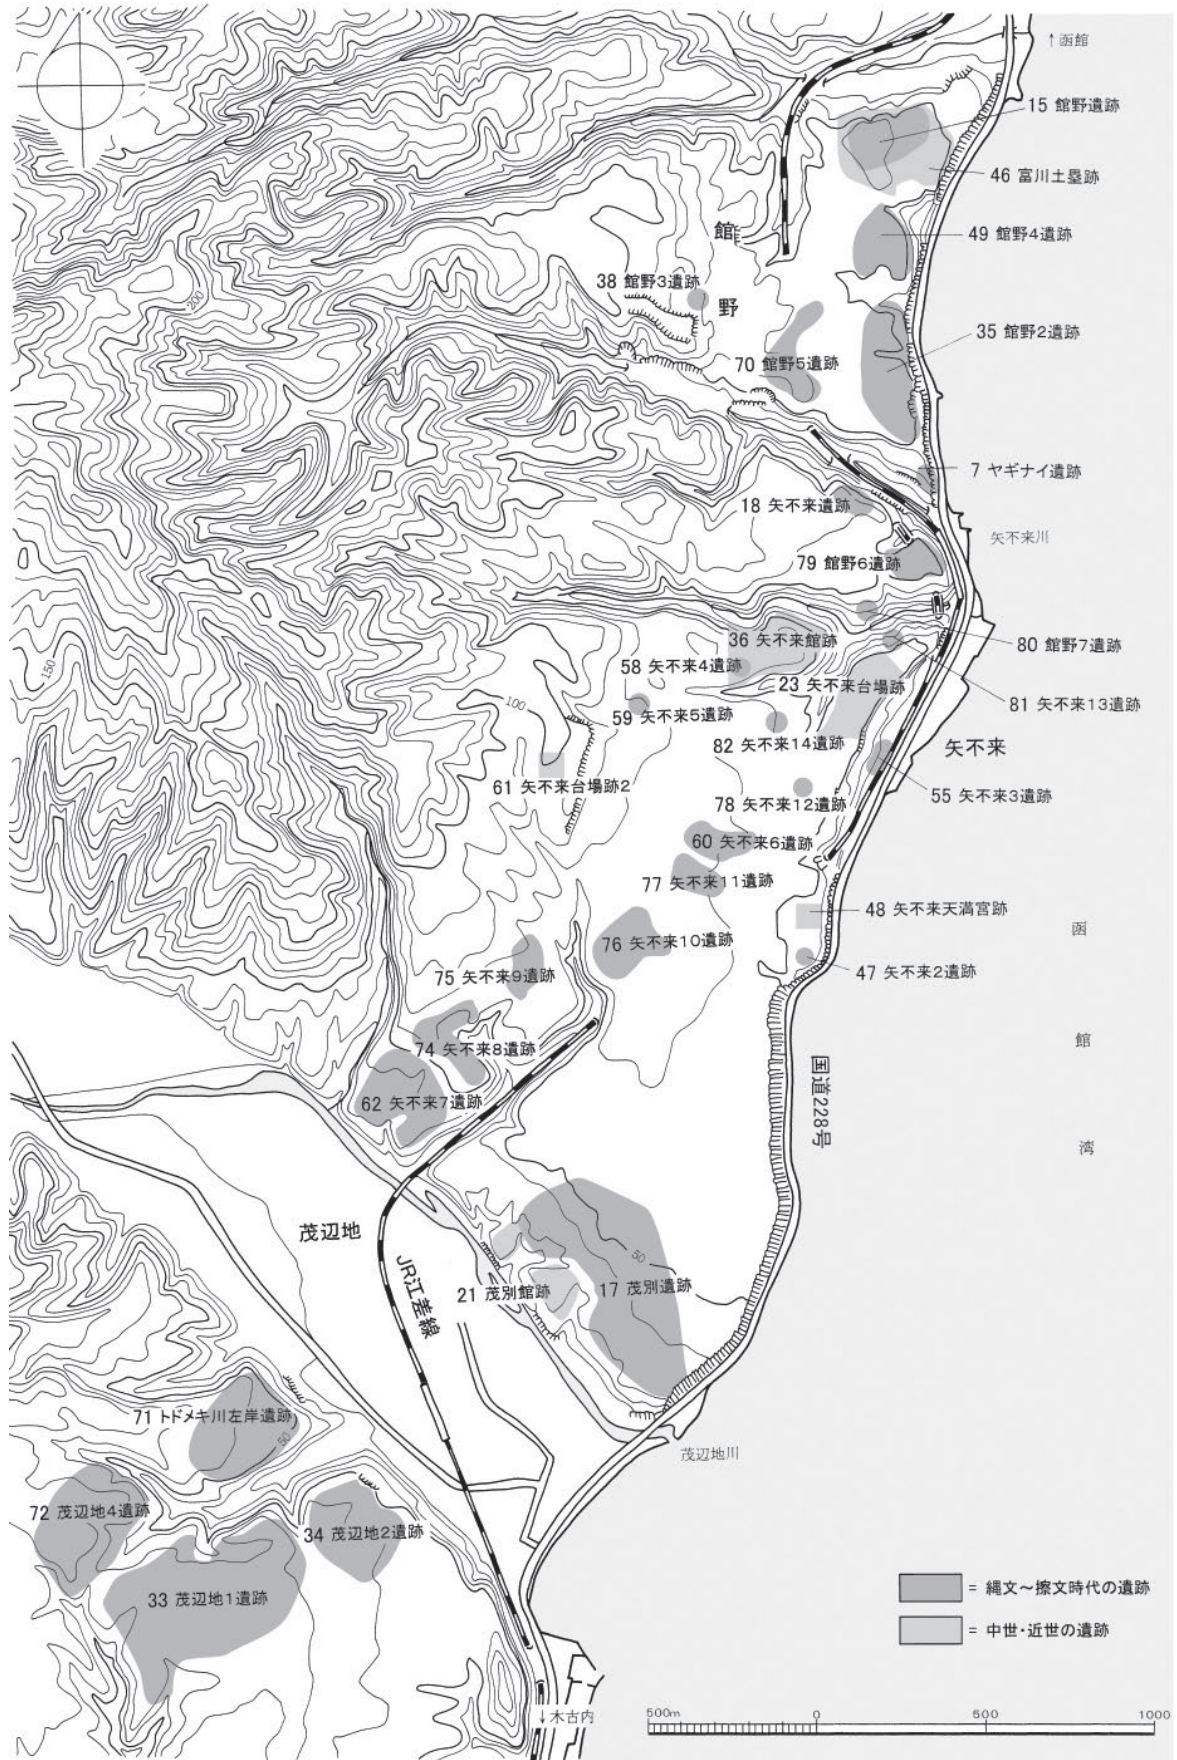 ↑函館
15 館野遺跡
46 富川土塁跡
49 館野4遺跡
館
野
38 館野3遺跡
200
35 館野2遺跡
70 館野5遺跡
7 ヤギナイ遺跡
18 矢不来遺跡
矢不来川
79 館野6遺跡
36 矢不来館跡
80 館野7遺跡
58 矢不来4遺跡
150
23 矢不来台場跡
100
81 矢不来13遺跡
59 矢不来5遺跡
82 矢不来14遺跡
矢不来
61 矢不来台場跡2
55 矢不来3遺跡
78 矢不来12遺跡
60 矢不来6遺跡
77 矢不来11遺跡
48 矢不来天満宮跡
函
館
湾
76 矢不来10遺跡
47 矢不来2遺跡
75 矢不来9遺跡
74 矢不来8遺跡
国道228号
62 矢不来7遺跡
茂辺地
JR江差線
50
21 茂別館跡
17 茂別遺跡
71 トドメキ川左岸遺跡
50
茂辺地川
72 茂辺地4遺跡
34 茂辺地2遺跡
33 茂辺地1遺跡
= 縄文～擦文時代の遺跡
= 中世・近世の遺跡
↓木古内
500m 0 500 1000